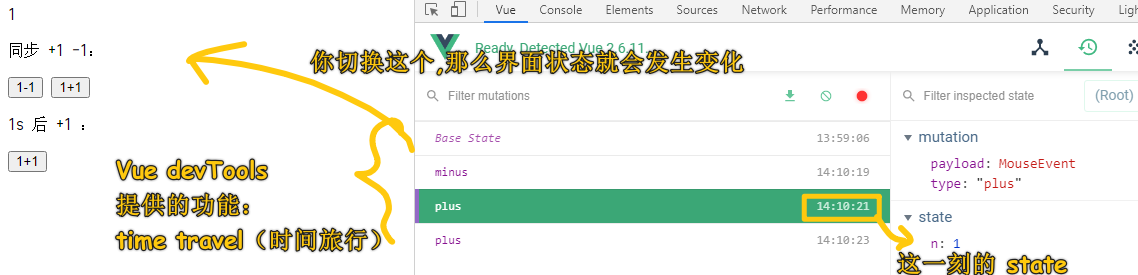 1
同步 +1 -1：
1-1 1+1
1s 后 +1 ：
1+1
Vue devTools
提供的功能：
time travel（时间旅行）
你切换这个,那么界面状态就会发生变化
Vue Console Elements Sources Network Performance Memory Application Security Ligh
Ready. Detected Vue 2.6.11.
Filter mutations
Base State 13:59:06
minus 14:10:19
plus 14:10:21
plus 14:10:23
Filter inspected state (Root)
mutation
payload: MouseEvent
type: "plus"
state
n: 1
这一刻的 state